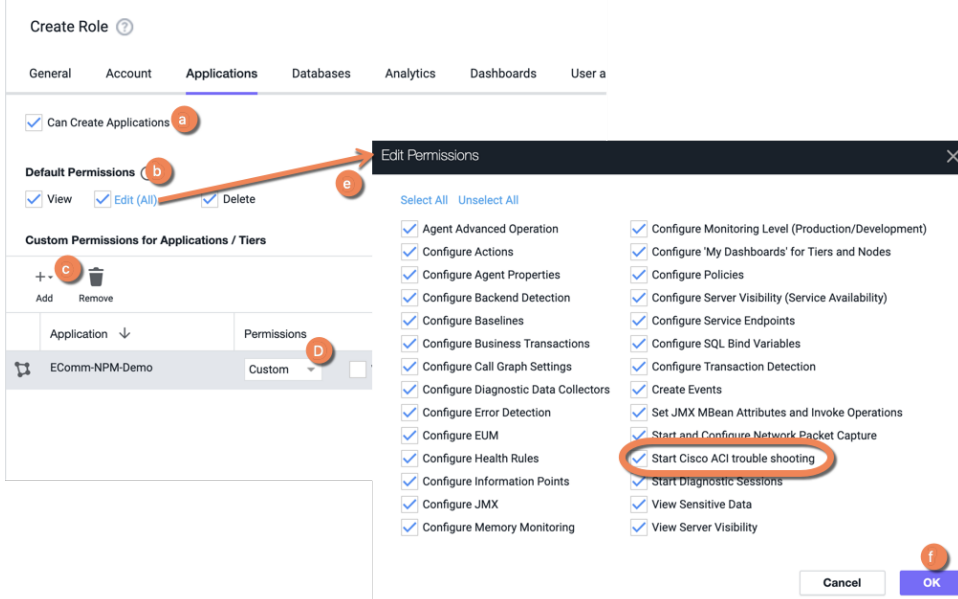 Create Role ?
General Account Applications Databases Analytics Dashboards User a
Can Create Applications a
Default Permissions b
View Edit (All) Delete
Custom Permissions for Applications / Tiers
c
Add Remove
Application Permissions
D
EComm-NPM-Demo Custom
e
Edit Permissions
Select All Unselect All
Agent Advanced Operation
Configure Actions
Configure Agent Properties
Configure Backend Detection
Configure Baselines
Configure Business Transactions
Configure Call Graph Settings
Configure Diagnostic Data Collectors
Configure Error Detection
Configure EUM
Configure Health Rules
Configure Information Points
Configure JMX
Configure Memory Monitoring
Configure Monitoring Level (Production/Development)
Configure 'My Dashboards' for Tiers and Nodes
Configure Policies
Configure Server Visibility (Service Availability)
Configure Service Endpoints
Configure SQL Bind Variables
Configure Transaction Detection
Create Events
Set JMX MBean Attributes and Invoke Operations
Start and Configure Network Packet Capture
Start Cisco ACI trouble shooting
Start Diagnostic Sessions
View Sensitive Data
View Server Visibility
f
Cancel OK